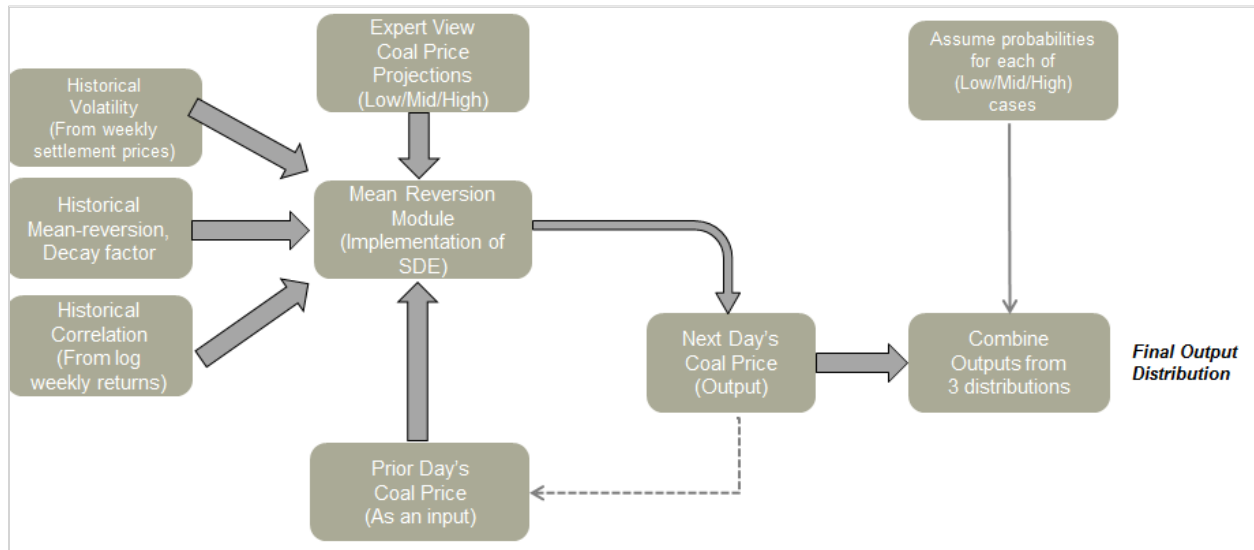 Expert View
Coal Price
Projections
(Low/Mid/High)
Assume probabilities
for each of
(Low/Mid/High)
cases
Historical
Volatility
(From weekly
settlement prices)
Historical
Mean-reversion,
Decay factor
Mean Reversion
Module
(Implementation of
SDE)
Historical
Correlation
(From log
weekly returns)
Next Day's
Coal Price
(Output)
Combine
Outputs from
3 distributions
Final Output
Distribution
Prior Day's
Coal Price
(As an input)